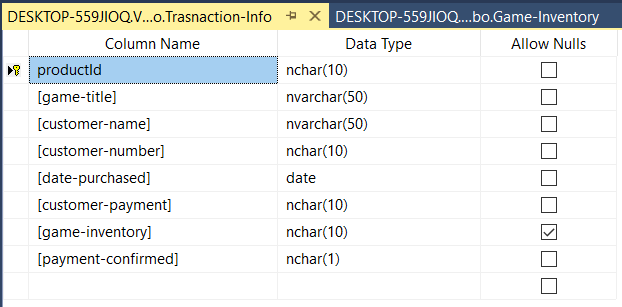 DESKTOP-559JIOQ.V...o.Trasnaction-Info DESKTOP-559JIOQ....bo.Game-Inventory
Column Name Data Type Allow Nulls
productId nchar(10)
[game-title] nvarchar(50)
[customer-name] nvarchar(50)
[customer-number] nchar(10)
[date-purchased] date
[customer-payment] nchar(10)
[game-inventory] nchar(10)
[payment-confirmed] nchar(1)